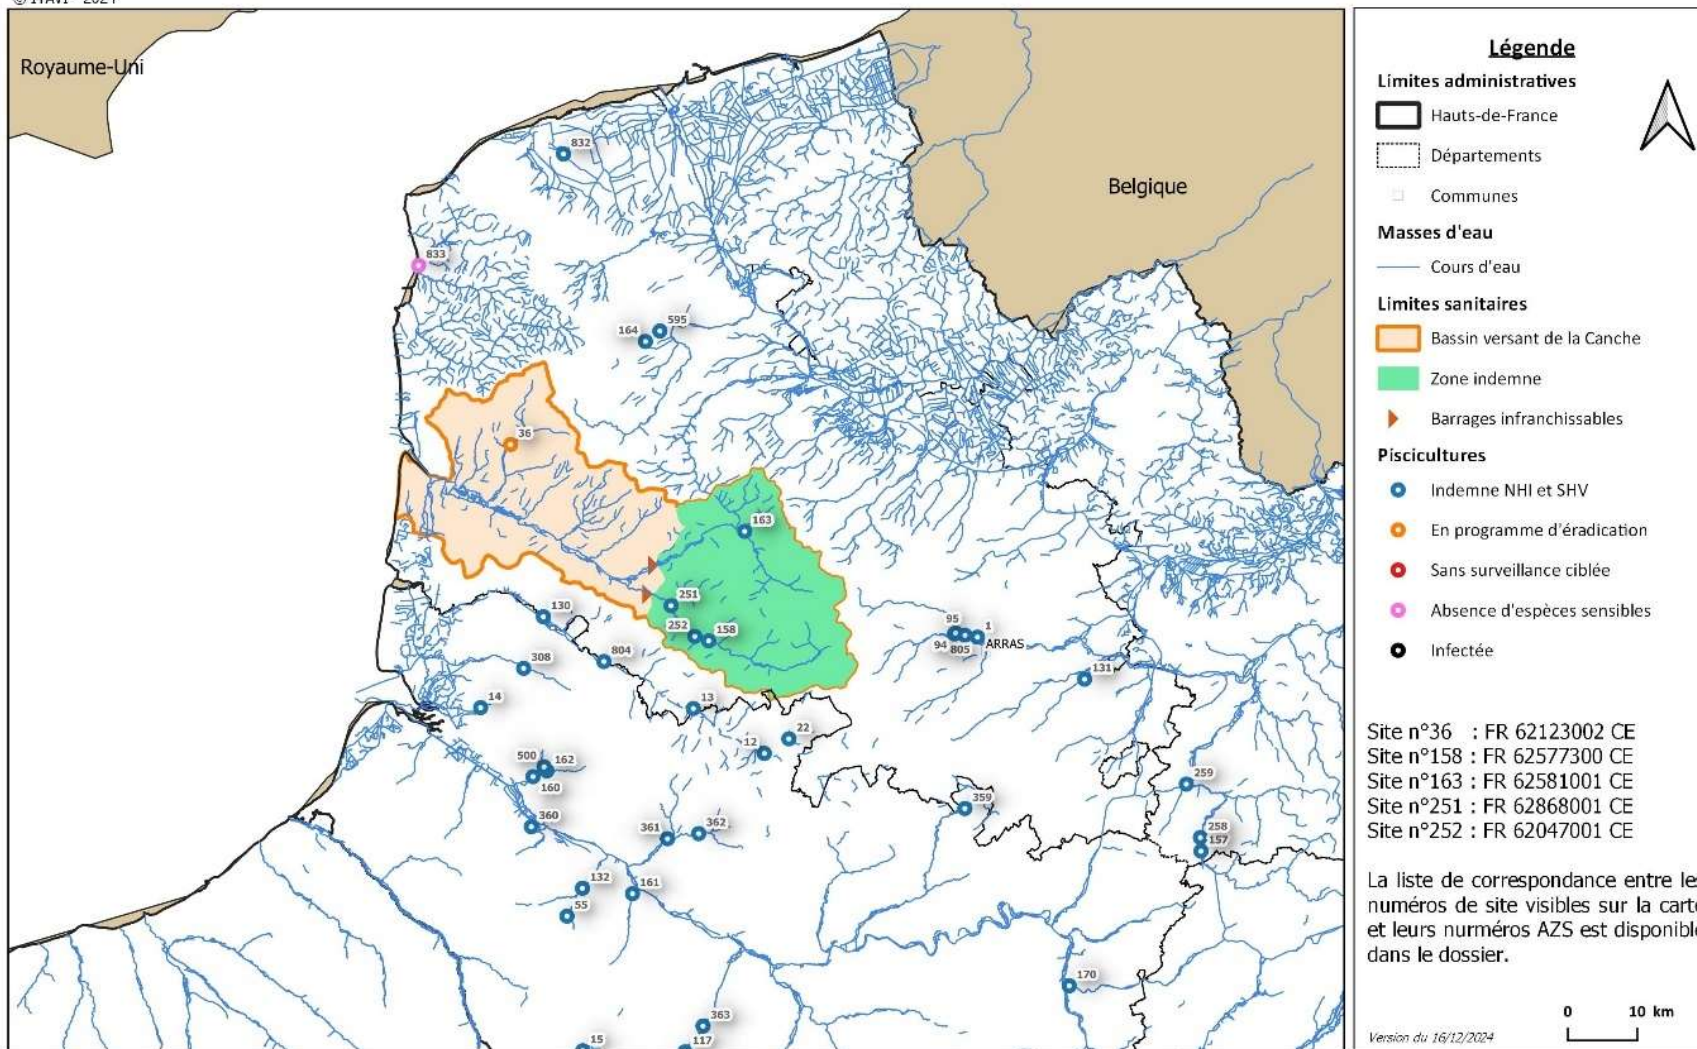 © ITAVI - 2024
Royaume-Uni
Belgique
832
833
595
164
36
163
251
252
158
130
804
308
14
13
12
22
95
94
805
1
ARRAS
131
500
162
160
360
361
362
359
259
258
157
132
161
55
170
363
117
15
Légende
Limites administratives
Hauts-de-France
Départements
Communes
Masses d'eau
Cours d'eau
Limites sanitaires
Bassin versant de la Canche
Zone indemne
Barrages infranchissables
Piscicultures
Indemne NHI et SHV
En programme d'éradication
Sans surveillance ciblée
Absence d'espèces sensibles
Infectée
Site n°36 : FR 62123002 CE
Site n°158 : FR 62577300 CE
Site n°163 : FR 62581001 CE
Site n°251 : FR 62868001 CE
Site n°252 : FR 62047001 CE
La liste de correspondance entre les
numéros de site visibles sur la carte
et leurs nurméros AZS est disponible
dans le dossier.
0 10 km
Version du 16/12/2024